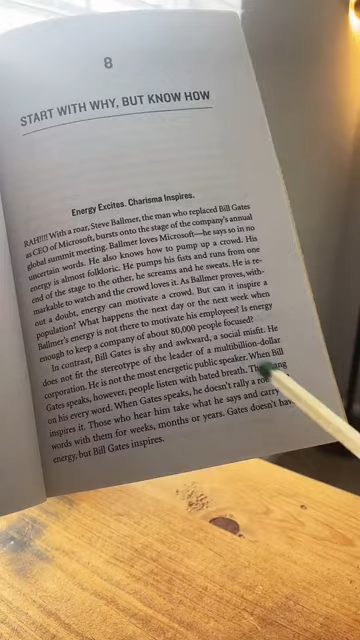 8
START WITH WHY, BUT KNOW HOW
Energy Excites. Charisma Inspires.
RAH!!!! With a roar, Steve Ballmer, the man who replaced Bill Gates
as CEO of Microsoft, bursts onto the stage of the company's annual
global summit meeting. Ballmer loves Microsoft—he says so in no
uncertain words. He also knows how to pump up a crowd. His
energy is almost folkloric. He pumps his fists and runs from one
end of the stage to the other, he screams and he sweats. He is re-
markable to watch and the crowd loves it. As Ballmer proves, with-
out a doubt, energy can motivate a crowd. But can it inspire a
population? What happens the next day or the next week when
Ballmer's energy is not there to motivate his employees? Is energy
enough to keep a company of about 80,000 people focused?
In contrast, Bill Gates is shy and awkward, a social misfit. He
does not fit the stereotype of the leader of a multibillion-dollar
corporation. He is not the most energetic public speaker. When Bill
Gates speaks, however, people listen with bated breath. They hang
on his every word. When Gates speaks, he doesn't rally a
inspires it. Those who hear him take what he says and carry
words with them for weeks, months or years. Gates doesn't have
energy, but Bill Gates inspires.